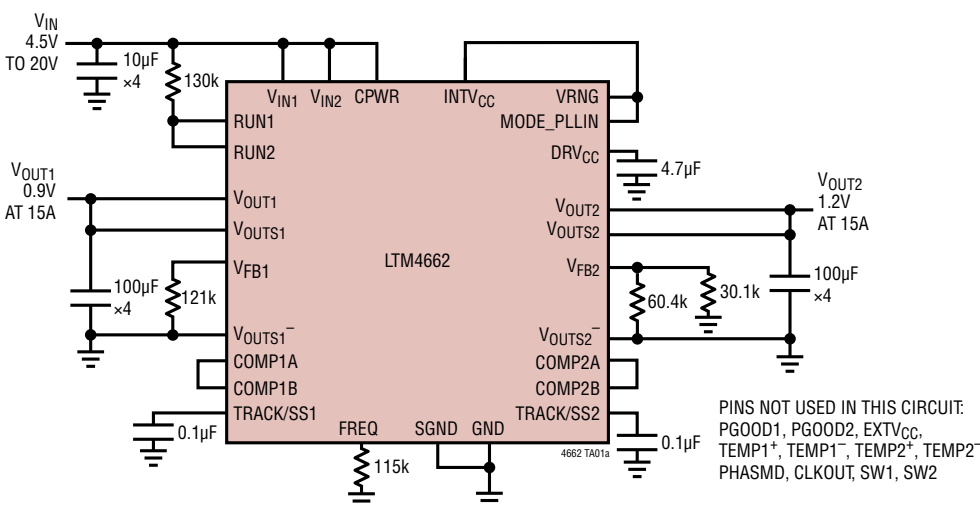 VIN
4.5V
TO 20V
10µF
×4
130k
VIN1
VIN2
CPWR
INTVCC
VRNG
MODE_PLLIN
RUN1
RUN2
DRVCC
4.7µF
VOUT1
0.9V
AT 15A
VOUT1
VOUTS1
VOUT2
VOUTS2
VOUT2
1.2V
AT 15A
LTM4662
VFB1
VFB2
100µF
×4
121k
60.4k
30.1k
100µF
×4
VOUTS1–
VOUTS2–
COMP1A
COMP1B
COMP2A
COMP2B
TRACK/SS1
TRACK/SS2
0.1µF
FREQ
SGND
GND
0.1µF
115k
4662 TA01a
PINS NOT USED IN THIS CIRCUIT:
PGOOD1, PGOOD2, EXTVCC,
TEMP1+, TEMP1–, TEMP2+, TEMP2–
PHASMD, CLKOUT, SW1, SW2